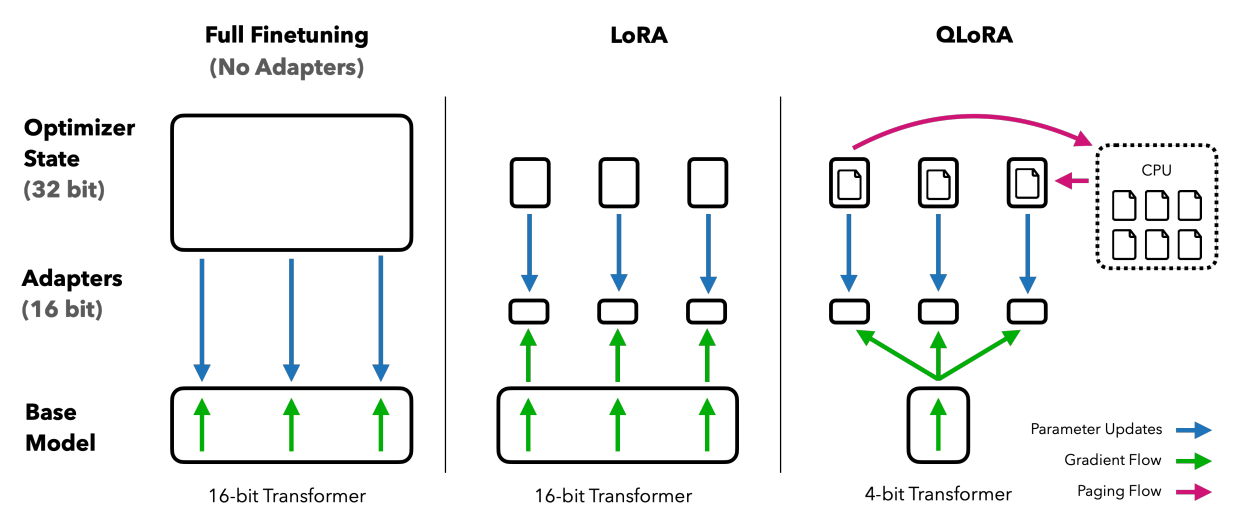 Full Finetuning
(No Adapters)
LoRA
QLoRA
Optimizer
State
(32 bit)
CPU
Adapters
(16 bit)
Base
Model
Parameter Updates
Gradient Flow
Paging Flow
16-bit Transformer
16-bit Transformer
4-bit Transformer